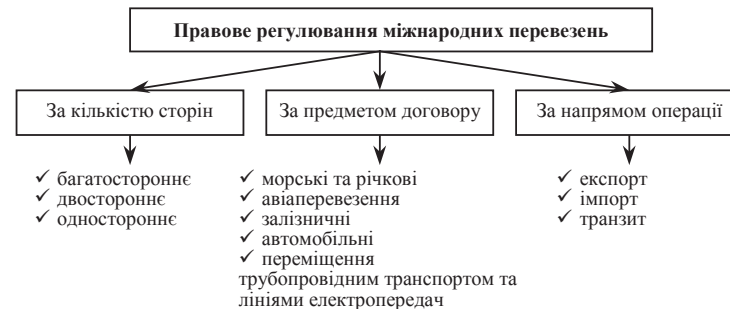 Правове регулювання міжнародних перевезень
За кількістю сторін
За предметом договору
За напрямом операції
✓ багатостороннє
✓ двостороннє
✓ одностороннє
✓ морські та річкові
✓ авіаперевезення
✓ залізничні
✓ автомобільні
✓ переміщення
трубопровідним транспортом та
лініями електропередач
✓ експорт
✓ імпорт
✓ транзит